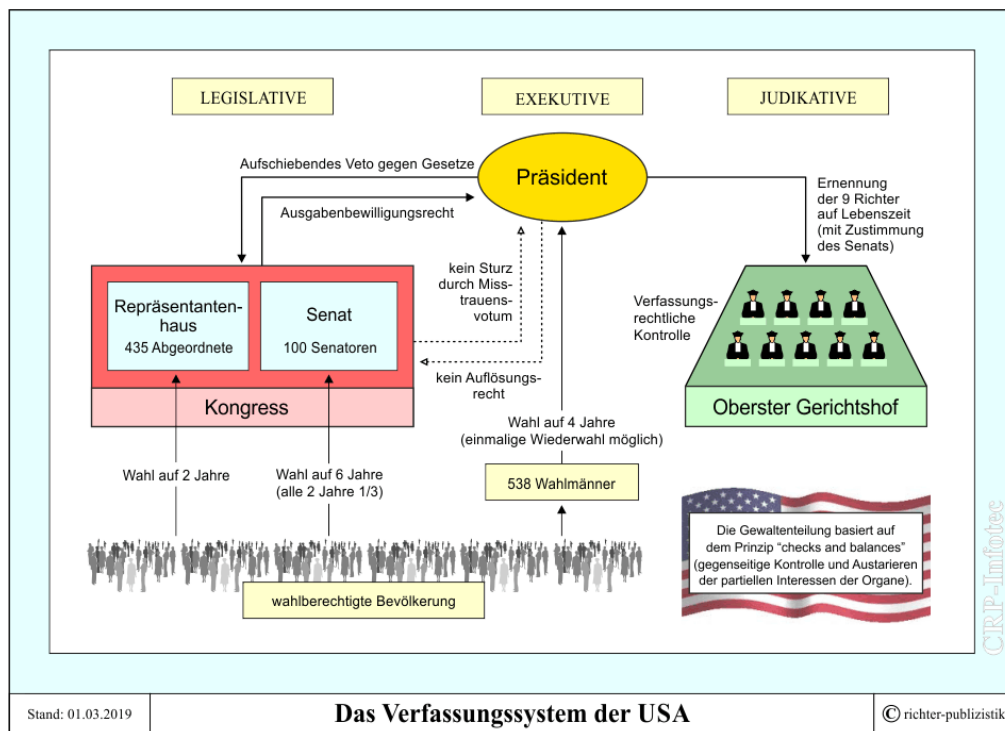 LEGISLATIVE
EXEKUTIVE
JUDIKATIVE
Aufschiebendes Veto gegen Gesetze
Präsident
Ausgabenbewilligungsrecht
Ernennung
der 9 Richter
auf Lebenszeit
(mit Zustimmung
des Senats)
kein Sturz
durch Miss-
trauens-
votum
Repräsentanten-
haus
435 Abgeordnete
Senat
100 Senatoren
Verfassungs-
rechtliche
Kontrolle
kein Auflösungs-
recht
Kongress
Oberster Gerichtshof
Wahl auf 4 Jahre
(einmalige Wiederwahl möglich)
Wahl auf 2 Jahre
Wahl auf 6 Jahre
(alle 2 Jahre 1/3)
538 Wahlmänner
Die Gewaltenteilung basiert auf
dem Prinzip “checks and balances”
(gegenseitige Kontrolle und Austarieren
der partiellen Interessen der Organe).
wahlberechtigte Bevölkerung
CRP-Infotec
Stand: 01.03.2019
Das Verfassungssystem der USA
© richter-publizistik